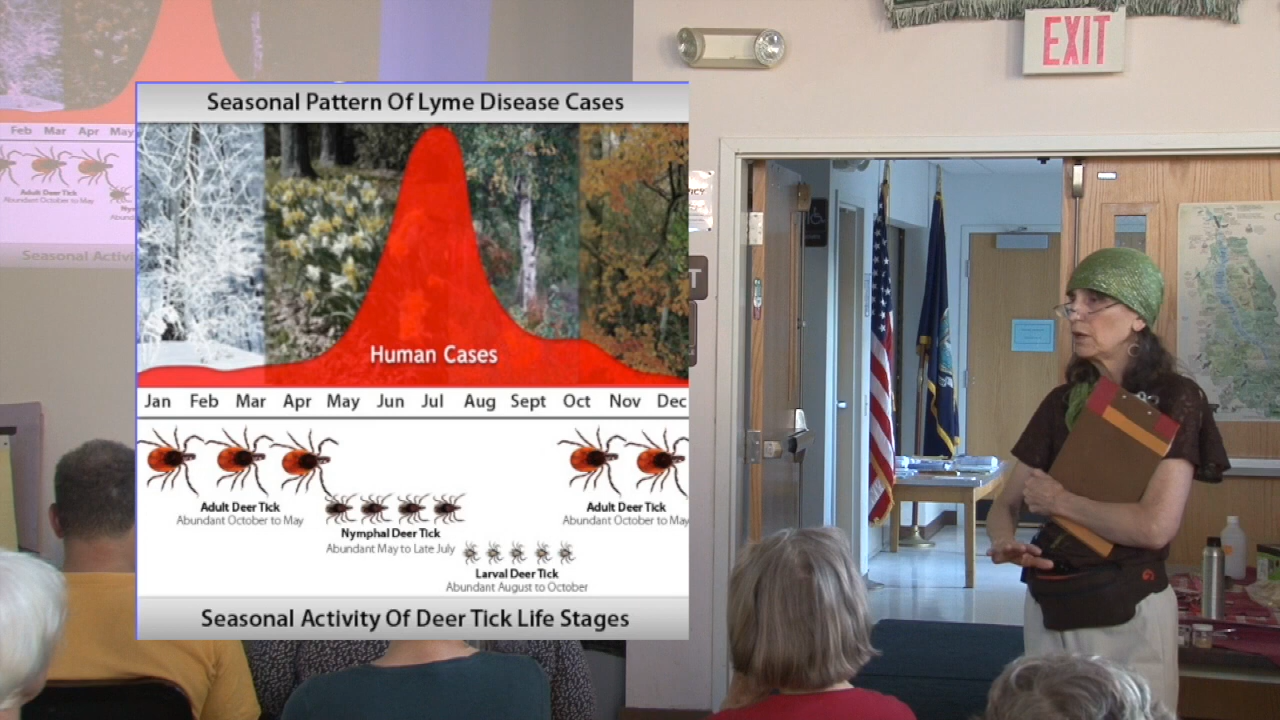 Seasonal Pattern Of Lyme Disease Cases
Human Cases
Jan Feb Mar Apr May Jun Jul Aug Sept Oct Nov Dec
Adult Deer Tick
Abundant October to May
Nymphal Deer Tick
Abundant May to Late July
Larval Deer Tick
Abundant August to October
Adult Deer Tick
Abundant October to May
Seasonal Activity Of Deer Tick Life Stages
Feb Mar Apr May
Adult Deer Tick
Abundant October to May
Seasonal Activi
EXIT
T